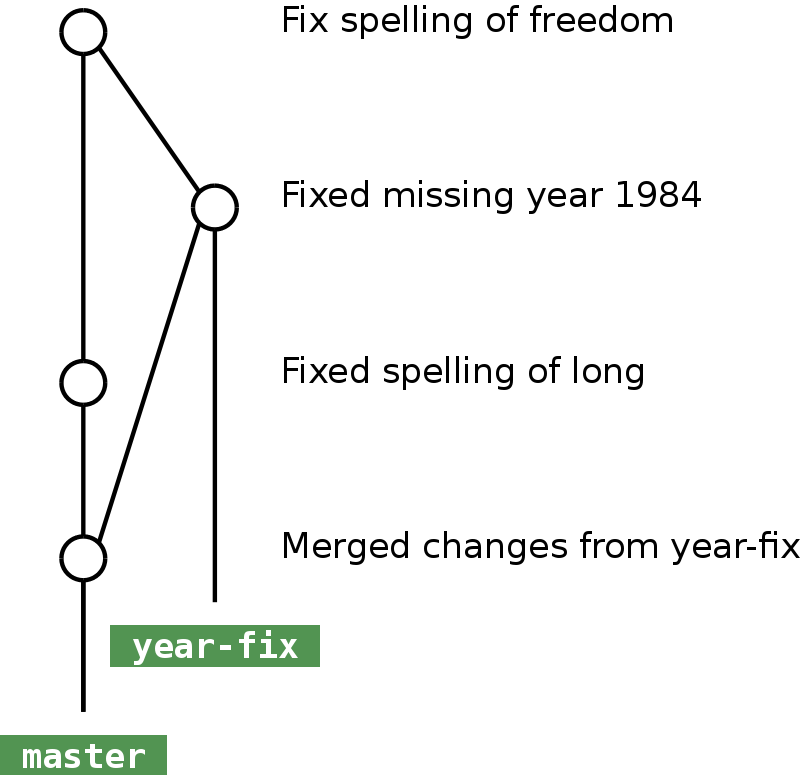 Fix spelling of freedom
Fixed missing year 1984
Fixed spelling of long
Merged changes from year-fix
year-fix
master